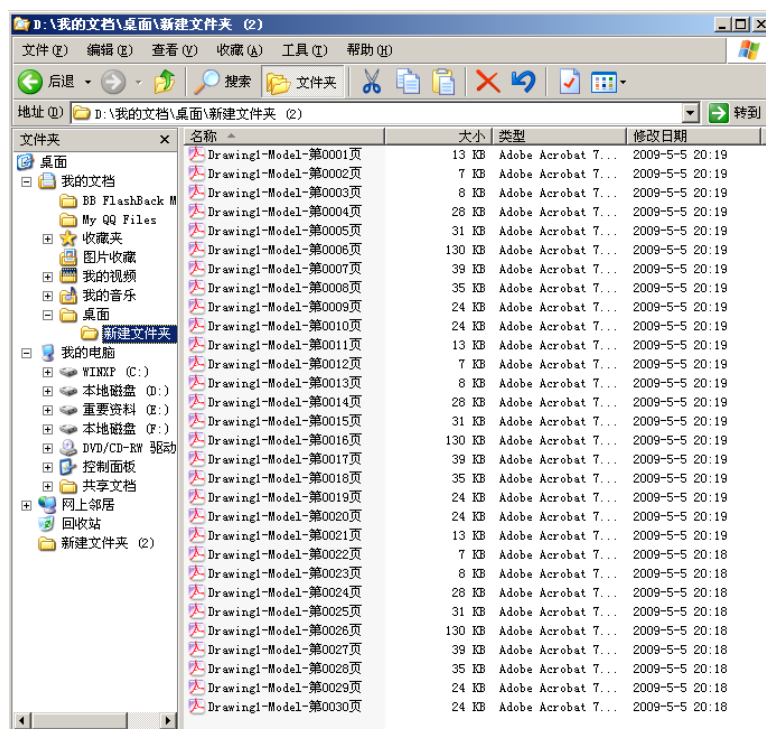 D:\我的文档\桌面\新建文件夹 (2)
文件(F) 编辑(E) 查看(V) 收藏(A) 工具(T) 帮助(H)
后退 搜索 文件夹
地址(D) D:\我的文档\桌面\新建文件夹 (2) 转到
文件夹 x
桌面
我的文档
BB FlashBack M
My QQ Files
收藏夹
图片收藏
我的视频
我的音乐
桌面
新建文件夹
我的电脑
WINXP (C:)
本地磁盘 (D:)
重要资料 (E:)
本地磁盘 (F:)
DVD/CD-RW 驱动
控制面板
共享文档
网上邻居
回收站
新建文件夹 (2)
名称 大小 类型 修改日期
Drawing1-Model-第0001页 13 KB Adobe Acrobat 7... 2009-5-5 20:19
Drawing1-Model-第0002页 7 KB Adobe Acrobat 7... 2009-5-5 20:19
Drawing1-Model-第0003页 8 KB Adobe Acrobat 7... 2009-5-5 20:19
Drawing1-Model-第0004页 28 KB Adobe Acrobat 7... 2009-5-5 20:19
Drawing1-Model-第0005页 31 KB Adobe Acrobat 7... 2009-5-5 20:19
Drawing1-Model-第0006页 130 KB Adobe Acrobat 7... 2009-5-5 20:19
Drawing1-Model-第0007页 39 KB Adobe Acrobat 7... 2009-5-5 20:19
Drawing1-Model-第0008页 35 KB Adobe Acrobat 7... 2009-5-5 20:19
Drawing1-Model-第0009页 24 KB Adobe Acrobat 7... 2009-5-5 20:19
Drawing1-Model-第0010页 24 KB Adobe Acrobat 7... 2009-5-5 20:19
Drawing1-Model-第0011页 13 KB Adobe Acrobat 7... 2009-5-5 20:19
Drawing1-Model-第0012页 7 KB Adobe Acrobat 7... 2009-5-5 20:19
Drawing1-Model-第0013页 8 KB Adobe Acrobat 7... 2009-5-5 20:19
Drawing1-Model-第0014页 28 KB Adobe Acrobat 7... 2009-5-5 20:19
Drawing1-Model-第0015页 31 KB Adobe Acrobat 7... 2009-5-5 20:19
Drawing1-Model-第0016页 130 KB Adobe Acrobat 7... 2009-5-5 20:19
Drawing1-Model-第0017页 39 KB Adobe Acrobat 7... 2009-5-5 20:19
Drawing1-Model-第0018页 35 KB Adobe Acrobat 7... 2009-5-5 20:19
Drawing1-Model-第0019页 24 KB Adobe Acrobat 7... 2009-5-5 20:19
Drawing1-Model-第0020页 24 KB Adobe Acrobat 7... 2009-5-5 20:19
Drawing1-Model-第0021页 13 KB Adobe Acrobat 7... 2009-5-5 20:19
Drawing1-Model-第0022页 7 KB Adobe Acrobat 7... 2009-5-5 20:18
Drawing1-Model-第0023页 8 KB Adobe Acrobat 7... 2009-5-5 20:18
Drawing1-Model-第0024页 28 KB Adobe Acrobat 7... 2009-5-5 20:18
Drawing1-Model-第0025页 31 KB Adobe Acrobat 7... 2009-5-5 20:18
Drawing1-Model-第0026页 130 KB Adobe Acrobat 7... 2009-5-5 20:18
Drawing1-Model-第0027页 39 KB Adobe Acrobat 7... 2009-5-5 20:18
Drawing1-Model-第0028页 35 KB Adobe Acrobat 7... 2009-5-5 20:18
Drawing1-Model-第0029页 24 KB Adobe Acrobat 7... 2009-5-5 20:18
Drawing1-Model-第0030页 24 KB Adobe Acrobat 7... 2009-5-5 20:18